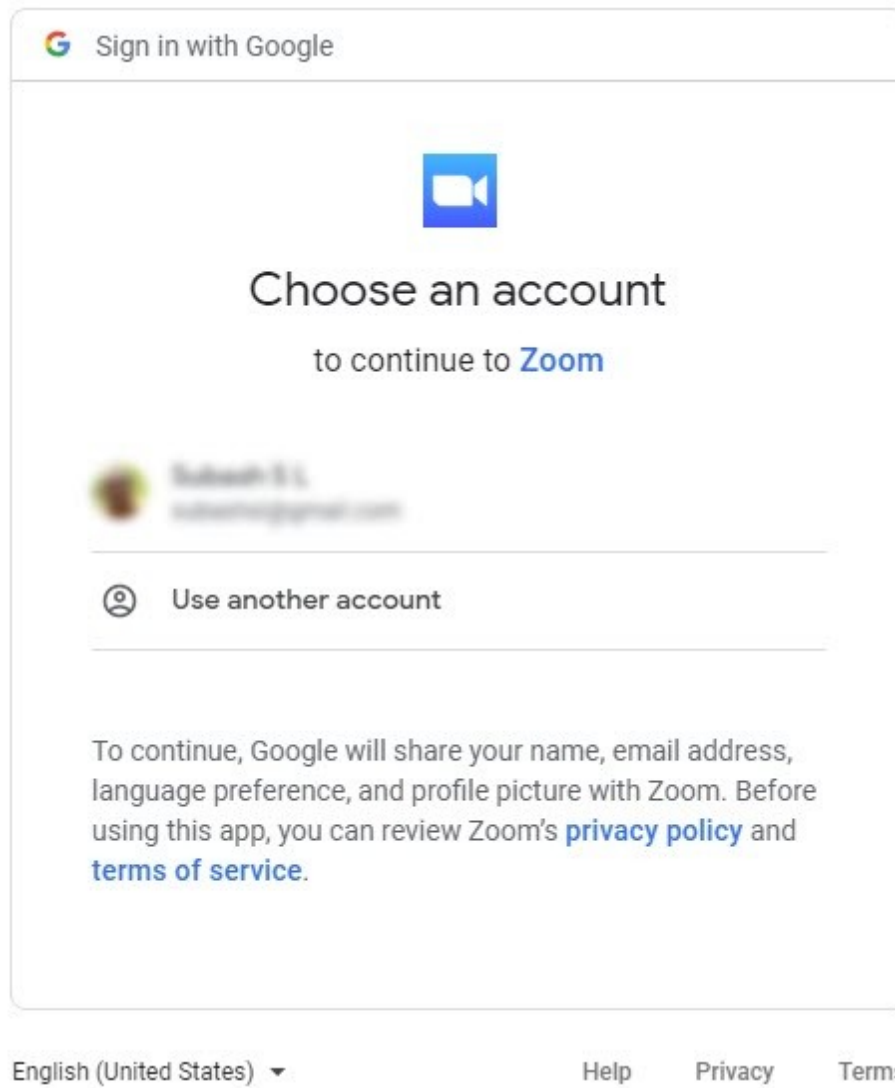 Sign in with Google
Choose an account
to continue to Zoom
Use another account
To continue, Google will share your name, email address,
language preference, and profile picture with Zoom. Before
using this app, you can review Zoom's privacy policy and
terms of service.
English (United States)
Help Privacy Term